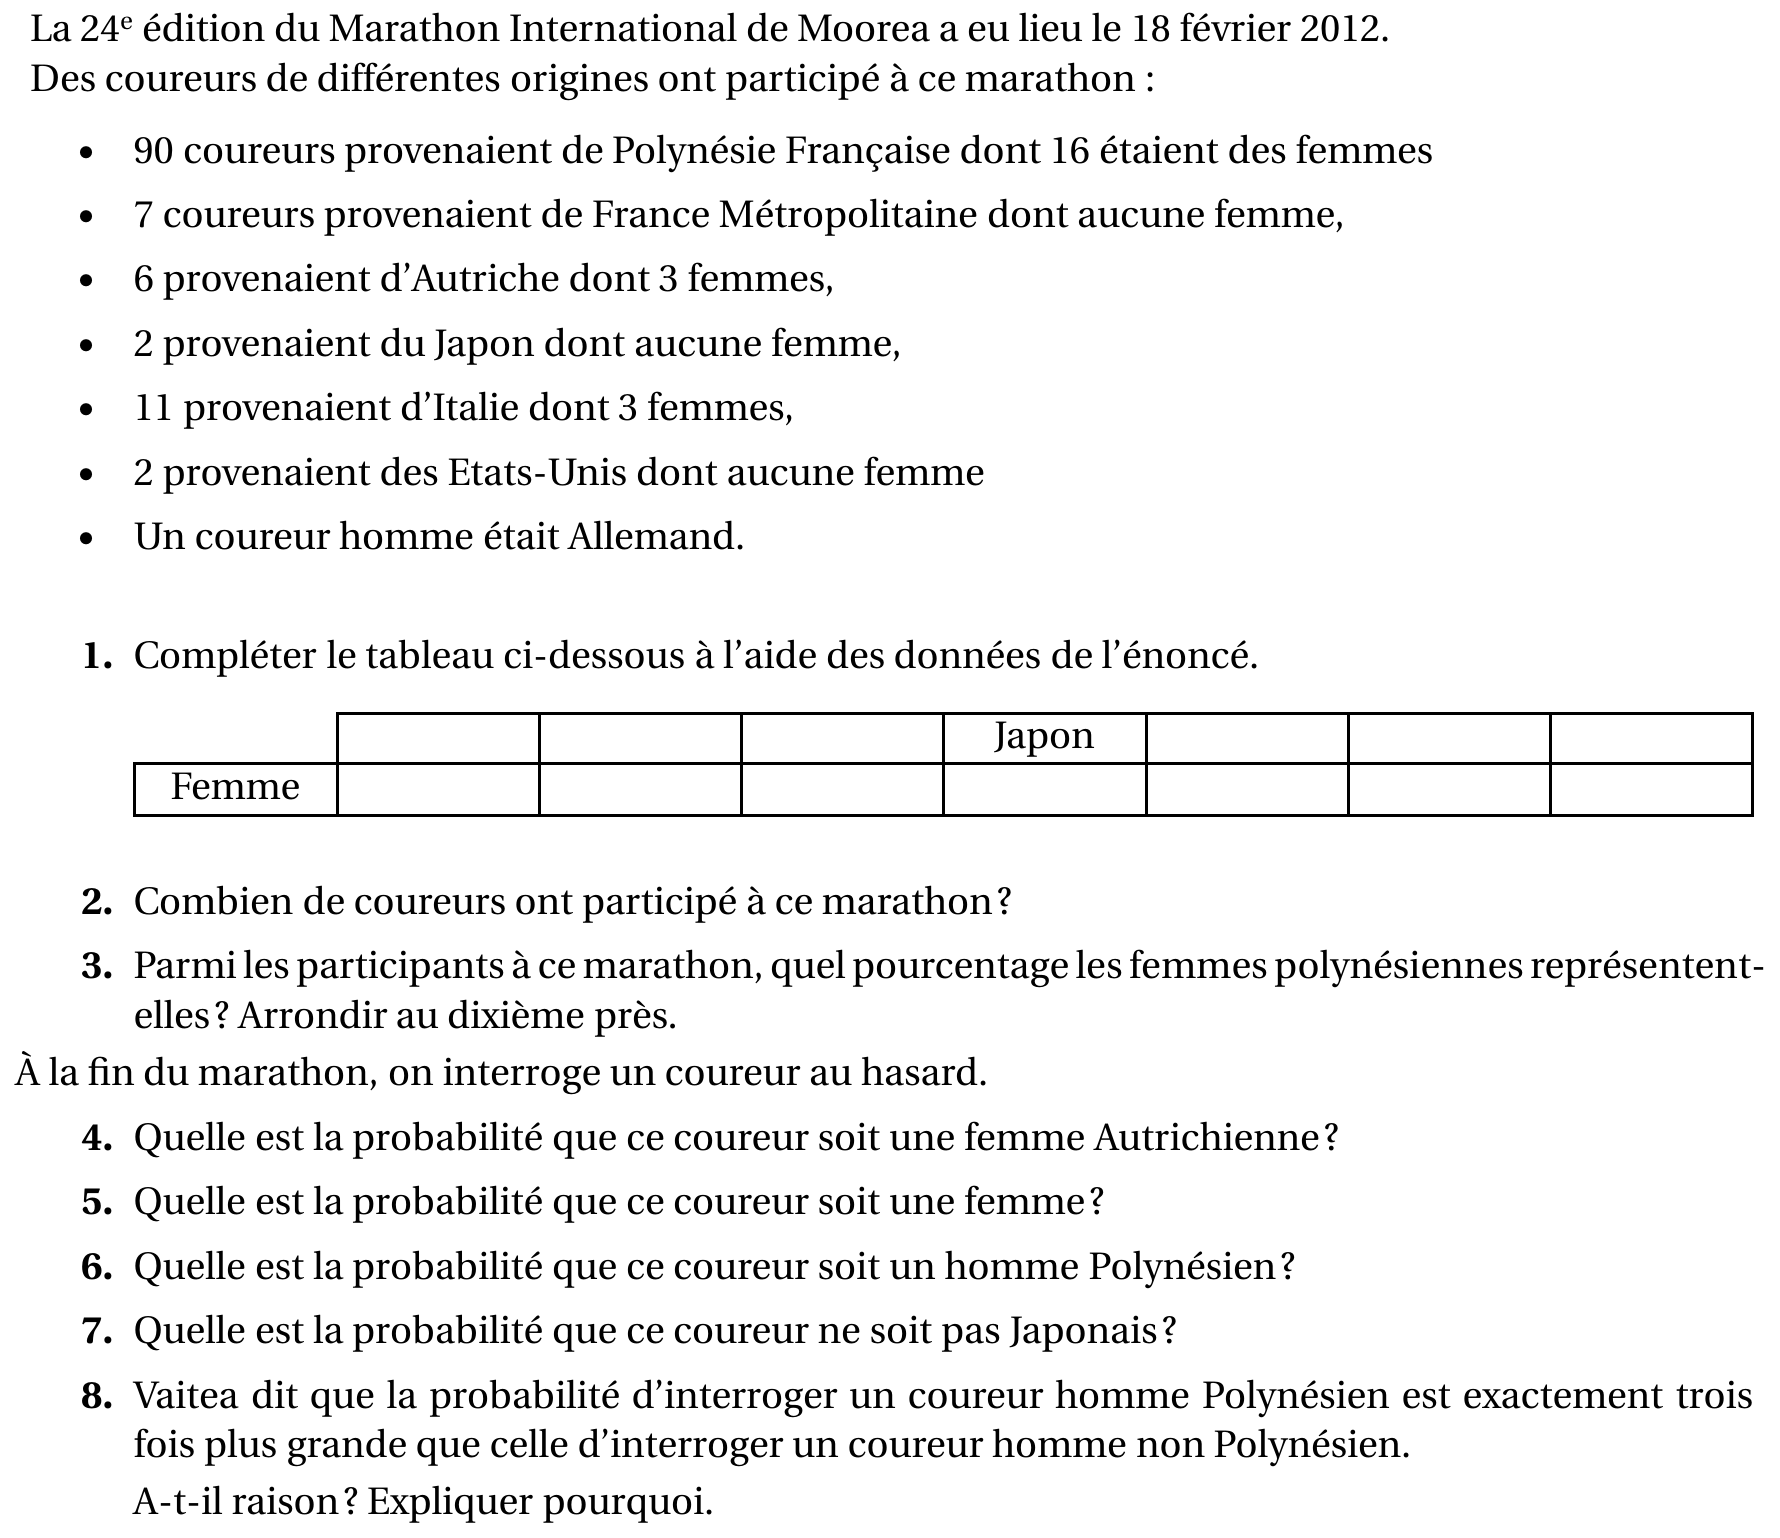 La 24e édition du Marathon International de Moorea a eu lieu le 18 février 2012.
Des coureurs de différentes origines ont participé à ce marathon :
• 90 coureurs provenaient de Polynésie Française dont 16 étaient des femmes
• 7 coureurs provenaient de France Métropolitaine dont aucune femme,
• 6 provenaient d’Autriche dont 3 femmes,
• 2 provenaient du Japon dont aucune femme,
• 11 provenaient d’Italie dont 3 femmes,
• 2 provenaient des Etats-Unis dont aucune femme
• Un coureur homme était Allemand.
1. Compléter le tableau ci-dessous à l’aide des données de l’énoncé.
Japon
Femme
2. Combien de coureurs ont participé à ce marathon ?
3. Parmi les participants à ce marathon, quel pourcentage les femmes polynésiennes représentent-
elles ? Arrondir au dixième près.
À la fin du marathon, on interroge un coureur au hasard.
4. Quelle est la probabilité que ce coureur soit une femme Autrichienne ?
5. Quelle est la probabilité que ce coureur soit une femme ?
6. Quelle est la probabilité que ce coureur soit un homme Polynésien ?
7. Quelle est la probabilité que ce coureur ne soit pas Japonais ?
8. Vaitea dit que la probabilité d’interroger un coureur homme Polynésien est exactement trois
fois plus grande que celle d’interroger un coureur homme non Polynésien.
A-t-il raison ? Expliquer pourquoi.